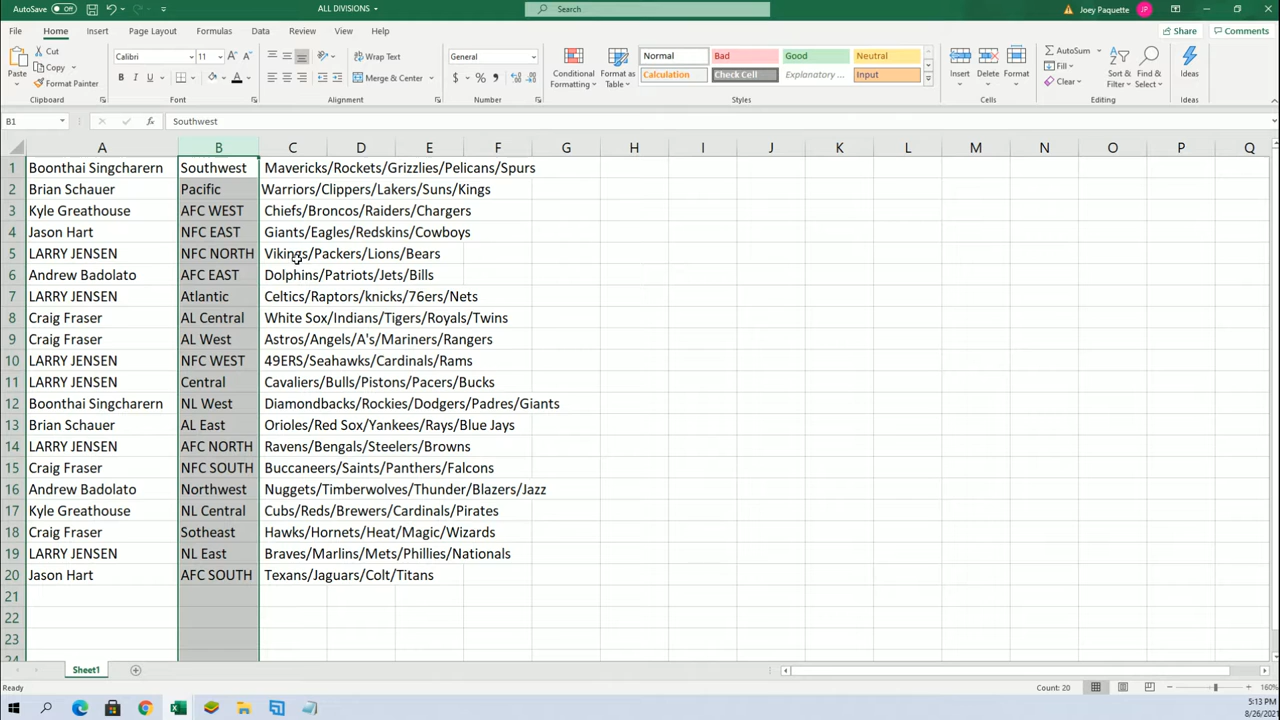 AutoSave Off ALL DIVISIONS Search Joey Paquette JP
File Home Insert Page Layout Formulas Data Review View Help Share Comments
Paste Cut Copy Format Painter Clipboard
Calibri 11 A A B I U A Font
Wrap Text Merge & Center Alignment
General $ % Number
Conditional Formatting Format as Table Normal Bad Good Neutral Calculation Check Cell Explanatory ... Input Styles
Insert Delete Format Cells
AutoSum Fill Clear Sort & Filter Find & Select Editing
Ideas Ideas
B1 fx Southwest
A B C D E F G H I J K L M N O P Q
1 Boonthai Singcharern Southwest Mavericks/Rockets/Grizzlies/Pelicans/Spurs
2 Brian Schauer Pacific Warriors/Clippers/Lakers/Suns/Kings
3 Kyle Greathouse AFC WEST Chiefs/Broncos/Raiders/Chargers
4 Jason Hart NFC EAST Giants/Eagles/Redskins/Cowboys
5 LARRY JENSEN NFC NORTH Vikings/Packers/Lions/Bears
6 Andrew Badolato AFC EAST Dolphins/Patriots/Jets/Bills
7 LARRY JENSEN Atlantic Celtics/Raptors/knicks/76ers/Nets
8 Craig Fraser AL Central White Sox/Indians/Tigers/Royals/Twins
9 Craig Fraser AL West Astros/Angels/A's/Mariners/Rangers
10 LARRY JENSEN NFC WEST 49ERS/Seahawks/Cardinals/Rams
11 LARRY JENSEN Central Cavaliers/Bulls/Pistons/Pacers/Bucks
12 Boonthai Singcharern NL West Diamondbacks/Rockies/Dodgers/Padres/Giants
13 Brian Schauer AL East Orioles/Red Sox/Yankees/Rays/Blue Jays
14 LARRY JENSEN AFC NORTH Ravens/Bengals/Steelers/Browns
15 Craig Fraser NFC SOUTH Buccaneers/Saints/Panthers/Falcons
16 Andrew Badolato Northwest Nuggets/Timberwolves/Thunder/Blazers/Jazz
17 Kyle Greathouse NL Central Cubs/Reds/Brewers/Cardinals/Pirates
18 Craig Fraser Sotheast Hawks/Hornets/Heat/Magic/Wizards
19 LARRY JENSEN NL East Braves/Marlins/Mets/Phillies/Nationals
20 Jason Hart AFC SOUTH Texans/Jaguars/Colt/Titans
21
22
23
24
Sheet1
Ready Count: 20 160%
5:13 PM
8/26/2021